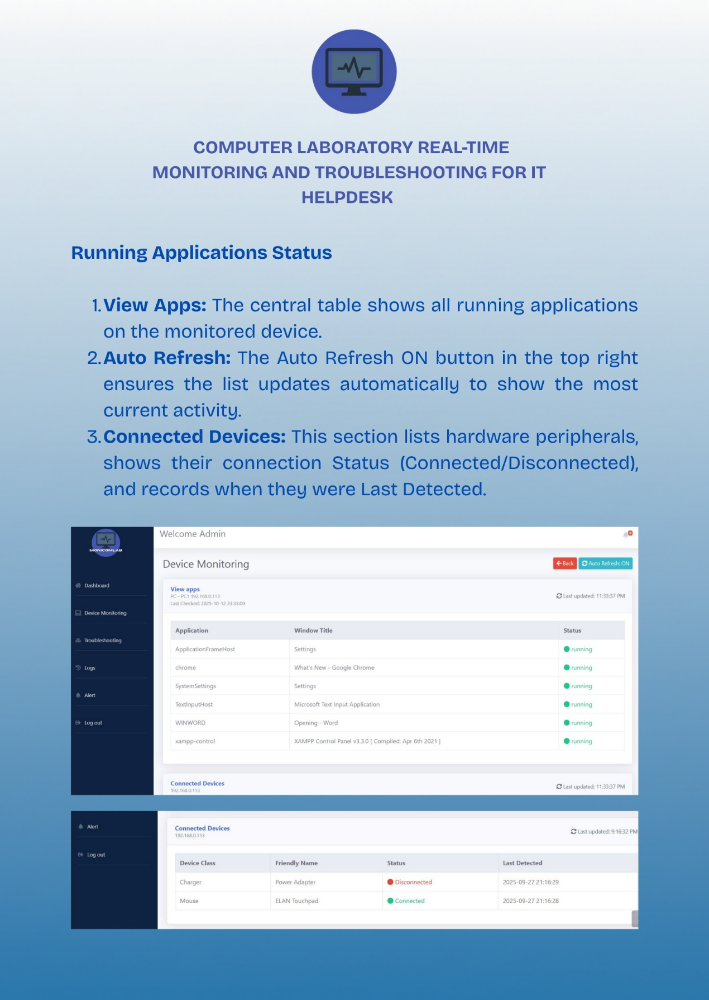 COMPUTER LABORATORY REAL-TIME
MONITORING AND TROUBLESHOOTING FOR IT
HELPDESK
Running Applications Status
1. View Apps: The central table shows all running applications
on the monitored device.
2. Auto Refresh: The Auto Refresh ON button in the top right
ensures the list updates automatically to show the most
current activity.
3. Connected Devices: This section lists hardware peripherals,
shows their connection Status (Connected/Disconnected),
and records when they were Last Detected.
MONICOMLAB
Dashboard
Device Monitoring
Troubleshooting
Logs
Alert
Log out
Welcome Admin
0
Device Monitoring
Back
Auto Refresh: ON
View apps
PC - PC1 192.168.0.113
Last Checked: 2025-10-12 23:33:09
Last updated: 11:33:37 PM
Application Window Title Status
ApplicationFrameHost Settings running
chrome What's New - Google Chrome running
SystemSettings Settings running
TextInputHost Microsoft Text Input Application running
WINWORD Opening - Word running
xampp-control XAMPP Control Panel v3.3.0 [ Compiled: Apr 6th 2021 ] running
Connected Devices
192.168.0.113
Last updated: 11:33:37 PM
Alert
Log out
Connected Devices
192.168.0.113
Last updated: 9:16:32 PM
Device Class Friendly Name Status Last Detected
Charger Power Adapter Disconnected 2025-09-27 21:16:29
Mouse ELAN Touchpad Connected 2025-09-27 21:16:28